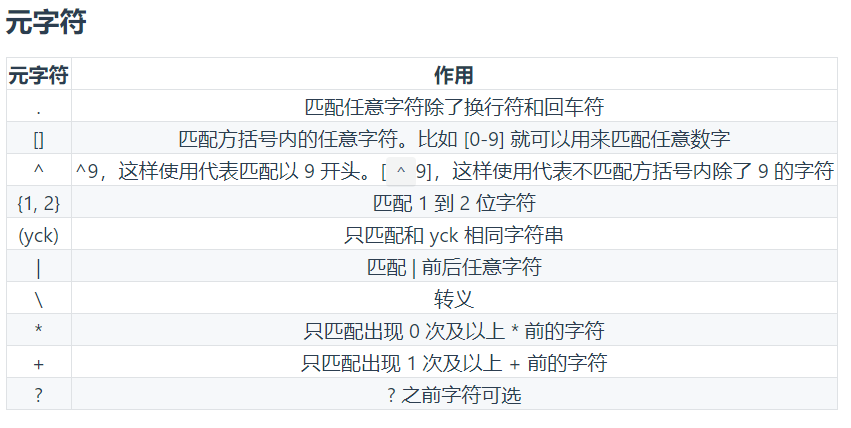 元字符
元字符 作用
. 匹配任意字符除了换行符和回车符
[] 匹配方括号内的任意字符。比如 [0-9] 就可以用来匹配任意数字
^ ^9，这样使用代表匹配以 9 开头。[ ^ 9]，这样使用代表不匹配方括号内除了 9 的字符
{1, 2} 匹配 1 到 2 位字符
(yck) 只匹配和 yck 相同字符串
| 匹配 | 前后任意字符
\ 转义
* 只匹配出现 0 次及以上 * 前的字符
+ 只匹配出现 1 次及以上 + 前的字符
? ? 之前字符可选